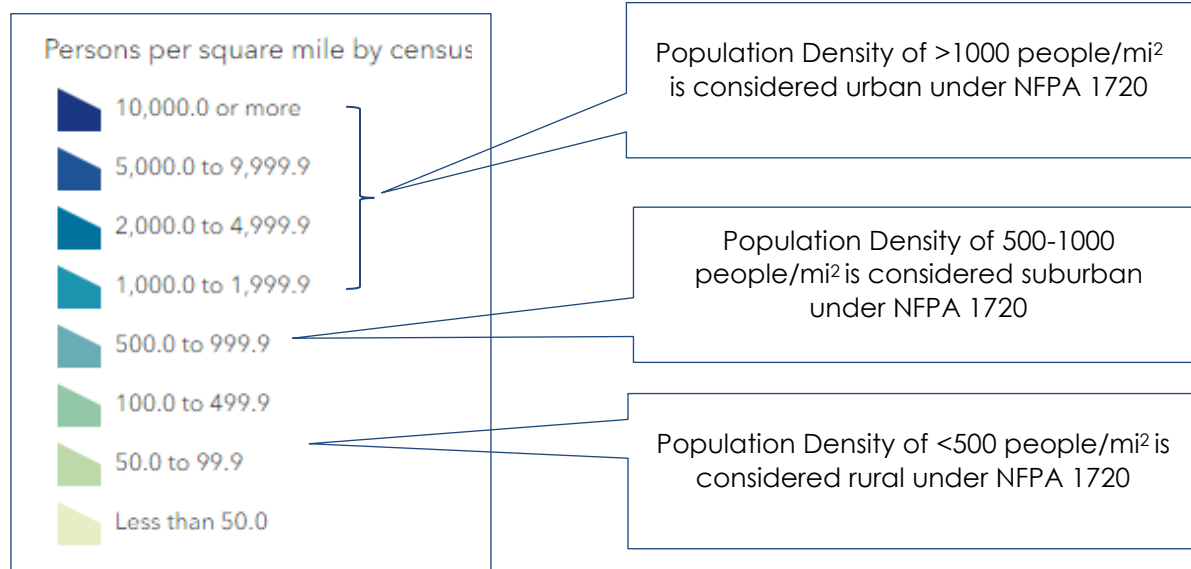 Persons per square mile by census
10,000.0 or more
5,000.0 to 9,999.9
2,000.0 to 4,999.9
1,000.0 to 1,999.9
500.0 to 999.9
100.0 to 499.9
50.0 to 99.9
Less than 50.0
Population Density of >1000 people/mi²
is considered urban under NFPA 1720
Population Density of 500-1000
people/mi² is considered suburban
under NFPA 1720
Population Density of <500 people/mi² is
considered rural under NFPA 1720